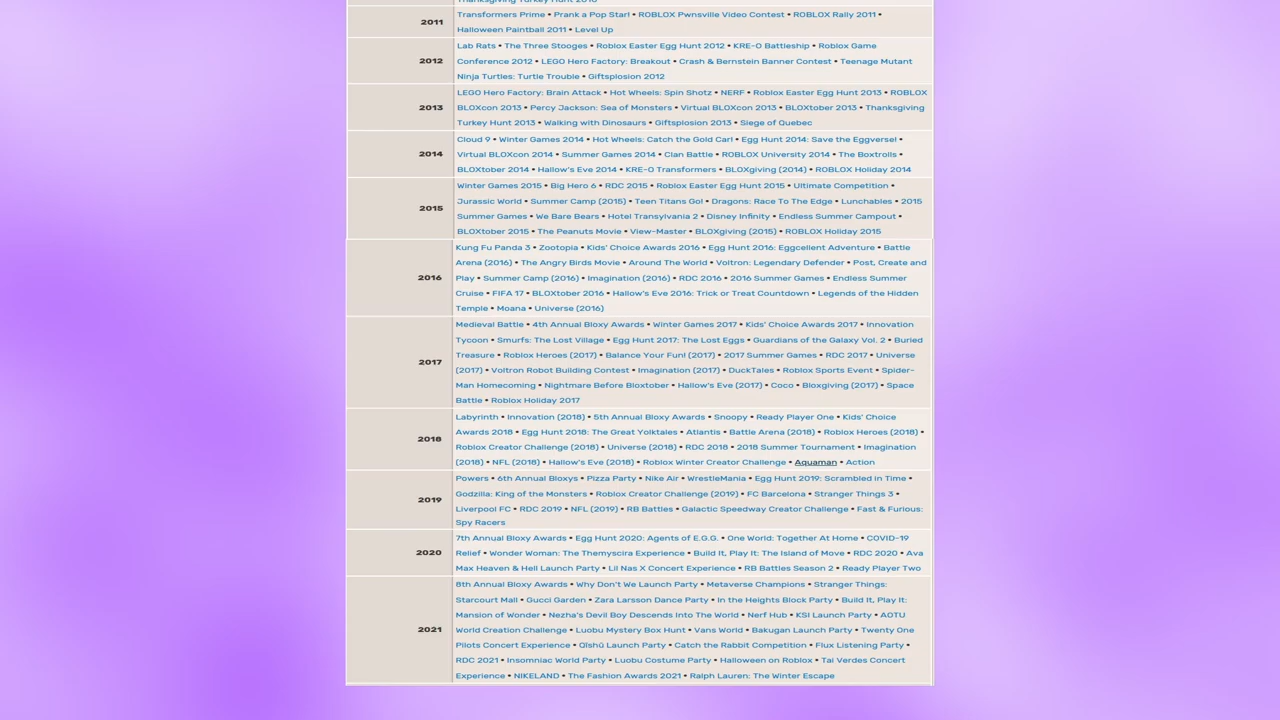 Thanksgiving Turkey Hunt 2010
2011
Transformers Prime • Prank a Pop Star! • ROBLOX Pwnsville Video Contest • ROBLOX Rally 2011 •
Halloween Paintball 2011 • Level Up
2012
Lab Rats • The Three Stooges • Roblox Easter Egg Hunt 2012 • KRE-O Battleship • Roblox Game
Conference 2012 • LEGO Hero Factory: Breakout • Crash & Bernstein Banner Contest • Teenage Mutant
Ninja Turtles: Turtle Trouble • Giftsplosion 2012
2013
LEGO Hero Factory: Brain Attack • Hot Wheels: Spin Shotz • NERF • Roblox Easter Egg Hunt 2013 • ROBLOX
BLOXcon 2013 • Percy Jackson: Sea of Monsters • Virtual BLOXcon 2013 • BLOXtober 2013 • Thanksgiving
Turkey Hunt 2013 • Walking with Dinosaurs • Giftsplosion 2013 • Siege of Quebec
2014
Cloud 9 • Winter Games 2014 • Hot Wheels: Catch the Gold Car! • Egg Hunt 2014: Save the Eggverse! •
Virtual BLOXcon 2014 • Summer Games 2014 • Clan Battle • ROBLOX University 2014 • The Boxtrolls •
BLOXtober 2014 • Hallow's Eve 2014 • KRE-O Transformers • BLOXgiving (2014) • ROBLOX Holiday 2014
2015
Winter Games 2015 • Big Hero 6 • RDC 2015 • Roblox Easter Egg Hunt 2015 • Ultimate Competition •
Jurassic World • Summer Camp (2015) • Teen Titans Go! • Dragons: Race To The Edge • Lunchables • 2015
Summer Games • We Bare Bears • Hotel Transylvania 2 • Disney Infinity • Endless Summer Campout •
BLOXtober 2015 • The Peanuts Movie • View-Master • BLOXgiving (2015) • ROBLOX Holiday 2015
2016
Kung Fu Panda 3 • Zootopia • Kids' Choice Awards 2016 • Egg Hunt 2016: Eggcellent Adventure • Battle
Arena (2016) • The Angry Birds Movie • Around The World • Voltron: Legendary Defender • Post, Create and
Play • Summer Camp (2016) • Imagination (2016) • RDC 2016 • 2016 Summer Games • Endless Summer
Cruise • FIFA 17 • BLOXtober 2016 • Hallow's Eve 2016: Trick or Treat Countdown • Legends of the Hidden
Temple • Moana • Universe (2016)
2017
Medieval Battle • 4th Annual Bloxy Awards • Winter Games 2017 • Kids' Choice Awards 2017 • Innovation
Tycoon • Smurfs: The Lost Village • Egg Hunt 2017: The Lost Eggs • Guardians of the Galaxy Vol. 2 • Buried
Treasure • Roblox Heroes (2017) • Balance Your Fun! (2017) • 2017 Summer Games • RDC 2017 • Universe
(2017) • Voltron Robot Building Contest • Imagination (2017) • DuckTales • Roblox Sports Event • Spider-
Man Homecoming • Nightmare Before Bloxtober • Hallow's Eve (2017) • Coco • Bloxgiving (2017) • Space
Battle • Roblox Holiday 2017
2018
Labyrinth • Innovation (2018) • 5th Annual Bloxy Awards • Snoopy • Ready Player One • Kids' Choice
Awards 2018 • Egg Hunt 2018: The Great Yolktales • Atlantis • Battle Arena (2018) • Roblox Heroes (2018) •
Roblox Creator Challenge (2018) • Universe (2018) • RDC 2018 • 2018 Summer Tournament • Imagination
(2018) • NFL (2018) • Hallow's Eve (2018) • Roblox Winter Creator Challenge • Aquaman • Action
2019
Powers • 6th Annual Bloxys • Pizza Party • Nike Air • WrestleMania • Egg Hunt 2019: Scrambled in Time •
Godzilla: King of the Monsters • Roblox Creator Challenge (2019) • FC Barcelona • Stranger Things 3 •
Liverpool FC • RDC 2019 • NFL (2019) • RB Battles • Galactic Speedway Creator Challenge • Fast & Furious:
Spy Racers
2020
7th Annual Bloxy Awards • Egg Hunt 2020: Agents of E.G.G. • One World: Together At Home • COVID-19
Relief • Wonder Woman: The Themyscira Experience • Build It, Play It: The Island of Move • RDC 2020 • Ava
Max Heaven & Hell Launch Party • Lil Nas X Concert Experience • RB Battles Season 2 • Ready Player Two
2021
8th Annual Bloxy Awards • Why Don't We Launch Party • Metaverse Champions • Stranger Things:
Starcourt Mall • Gucci Garden • Zara Larsson Dance Party • In the Heights Block Party • Build It, Play It:
Mansion of Wonder • Nezha's Devil Boy Descends Into The World • Nerf Hub • KSI Launch Party • AOTU
World Creation Challenge • Luobu Mystery Box Hunt • Vans World • Bakugan Launch Party • Twenty One
Pilots Concert Experience • Qīshù Launch Party • Catch the Rabbit Competition • Flux Listening Party •
RDC 2021 • Insomniac World Party • Luobu Costume Party • Halloween on Roblox • Tai Verdes Concert
Experience • NIKELAND • The Fashion Awards 2021 • Ralph Lauren: The Winter Escape